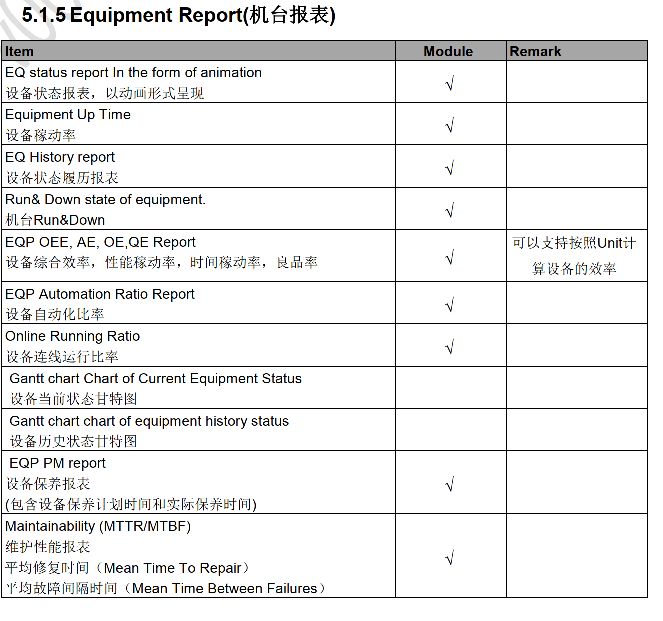 5.1.5 Equipment Report(机台报表)
Item Module Remark
EQ status report In the form of animation
设备状态报表，以动画形式呈现
√
Equipment Up Time
设备稼动率
√
EQ History report
设备状态履历报表
√
Run& Down state of equipment.
机台Run&Down
√
EQP OEE, AE, OE,QE Report
设备综合效率，性能稼动率，时间稼动率，良品率
√
可以支持按照Unit计
算设备的效率
EQP Automation Ratio Report
设备自动化比率
√
Online Running Ratio
设备连线运行比率
√
Gantt chart Chart of Current Equipment Status
设备当前状态甘特图
Gantt chart chart of equipment history status
设备历史状态甘特图
EQP PM report
设备保养报表
(包含设备保养计划时间和实际保养时间)
√
Maintainability (MTTR/MTBF)
维护性能报表
平均修复时间（Mean Time To Repair）
平均故障间隔时间（Mean Time Between Failures）
√